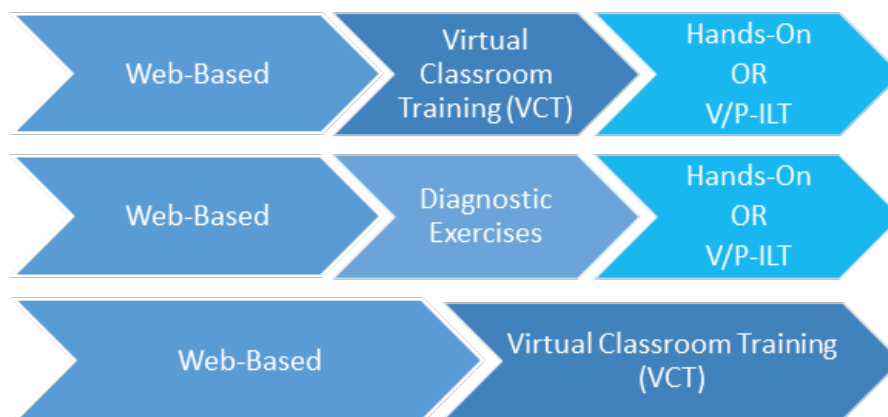 Web-Based
Virtual
Classroom
Training (VCT)
Hands-On
OR
V/P-ILT
Web-Based
Diagnostic
Exercises
Hands-On
OR
V/P-ILT
Web-Based
Virtual Classroom Training
(VCT)